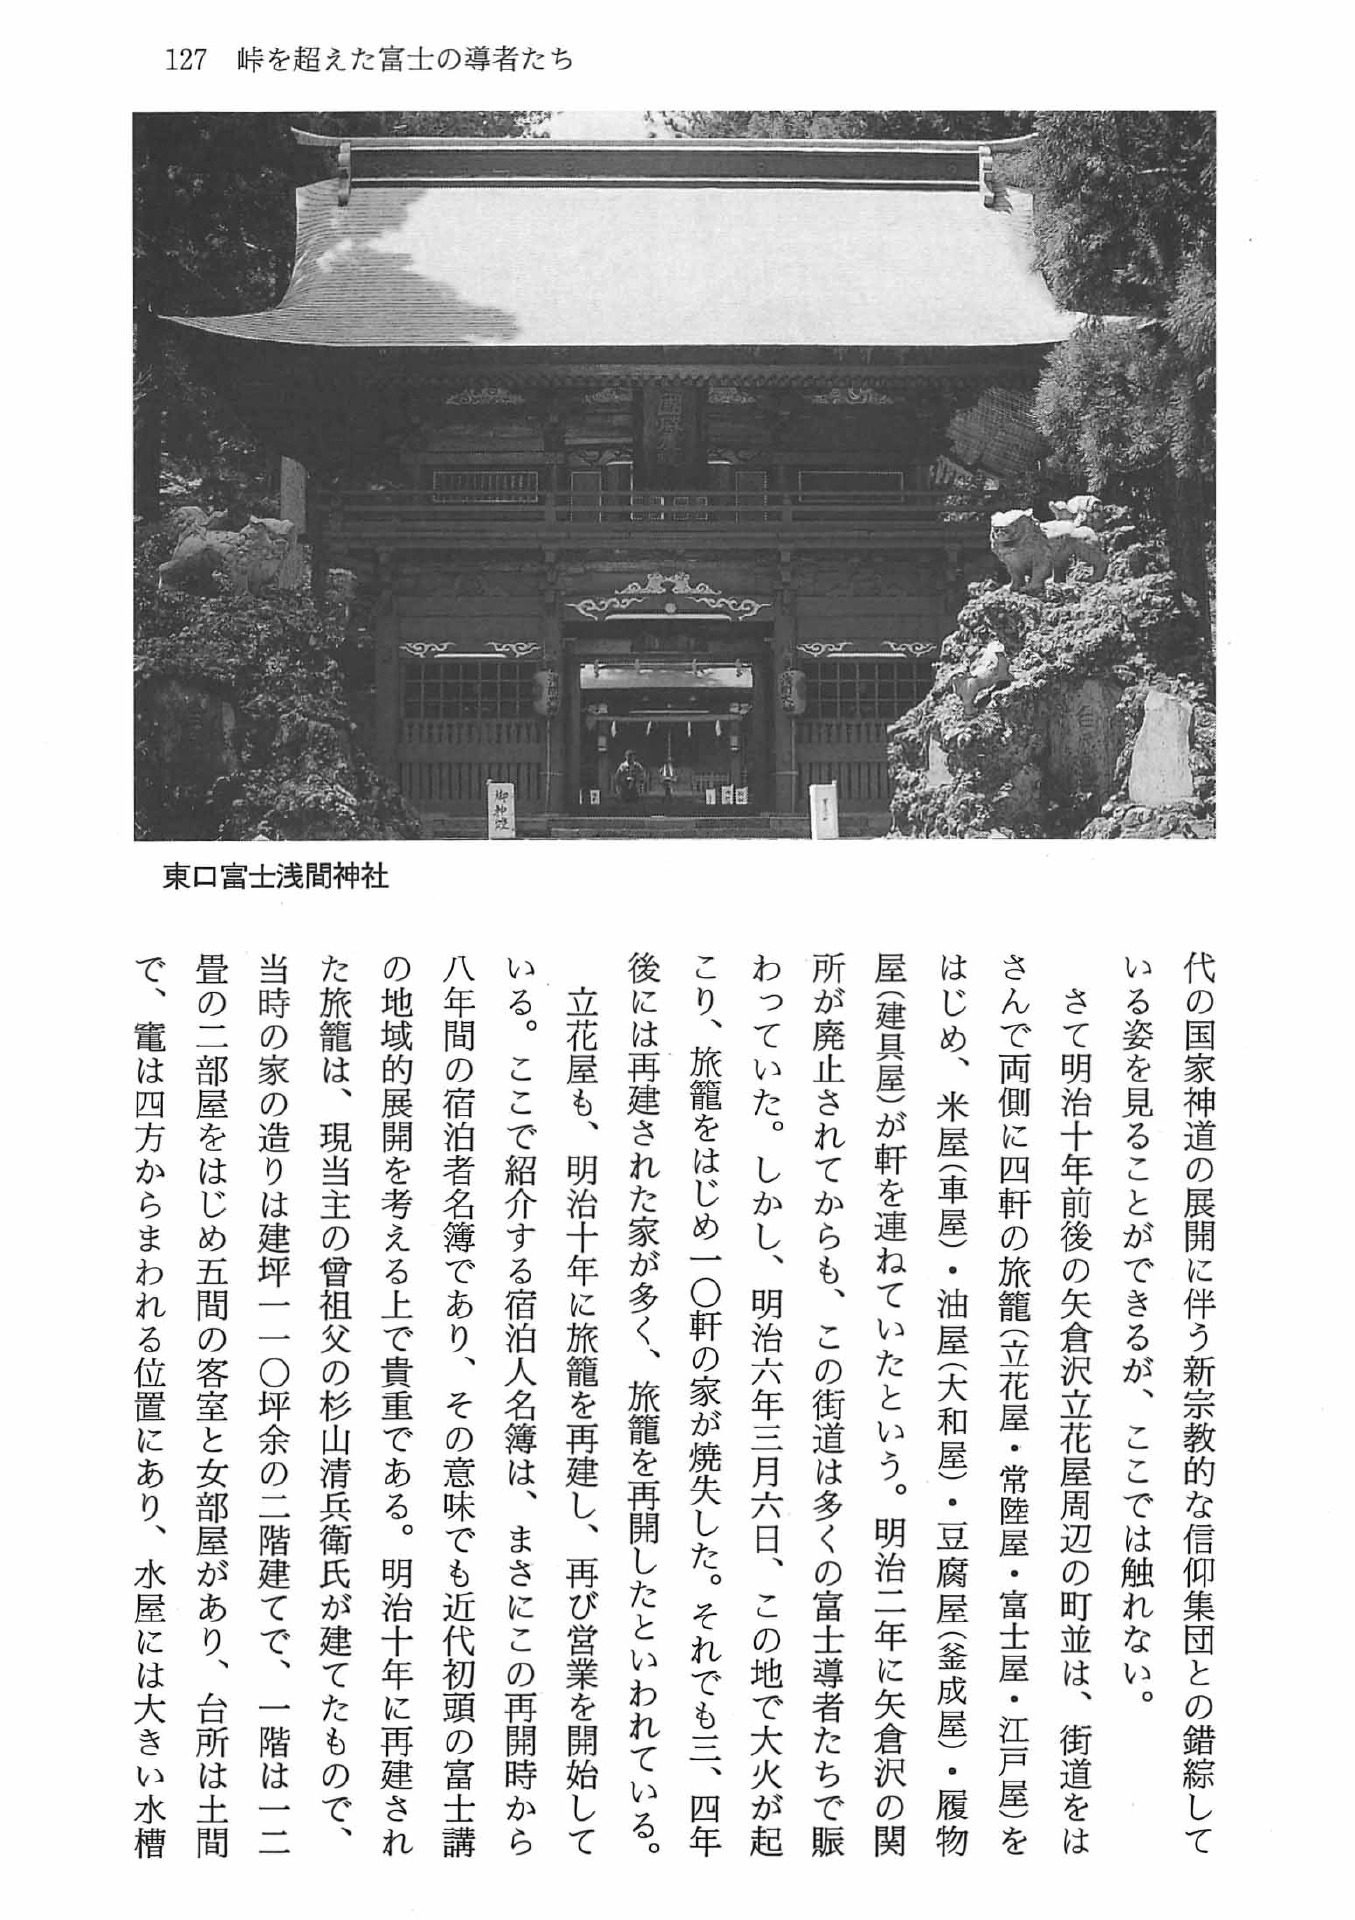 127 峠を超えた富士の導者たち
御神燈
東口富士浅間神社
代の国家神道の展開に伴う新宗教的な信仰集団との錯綜して
いる姿を見ることができるが、ここでは触れない。
さて明治十年前後の矢倉沢立花屋周辺の町並は、街道をは
さんで両側に四軒の旅籠(立花屋・常陸屋・富士屋・江戸屋)を
はじめ、米屋(車屋)・油屋(大和屋)・豆腐屋(釜成屋)・履物
屋(建具屋)が軒を連ねていたという。明治二年に矢倉沢の関
所が廃止されてからも、この街道は多くの富士導者たちで賑
わっていた。しかし、明治六年三月六日、この地で大火が起
こり、旅籠をはじめ一〇軒の家が焼失した。それでも三、四年
後には再建された家が多く、旅籠を再開したといわれている。
立花屋も、明治十年に旅籠を再建し、再び営業を開始して
いる。ここで紹介する宿泊人名簿は、まさにこの再開時から
八年間の宿泊者名簿であり、その意味でも近代初頭の富士講
の地域的展開を考える上で貴重である。明治十年に再建され
た旅籠は、現当主の曾祖父の杉山清兵衛氏が建てたもので、
当時の家の造りは建坪一一〇坪余の二階建てで、一階は一二
畳の二部屋をはじめ五間の客室と女部屋があり、台所は土間
で、竃は四方からまわれる位置にあり、水屋には大きい水槽